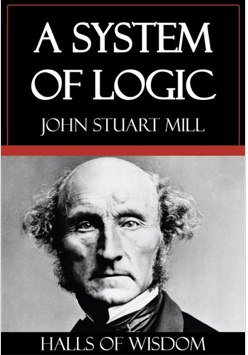 A SYSTEM
OF LOGIC
JOHN STUART MILL
HALLS OF WISDOM